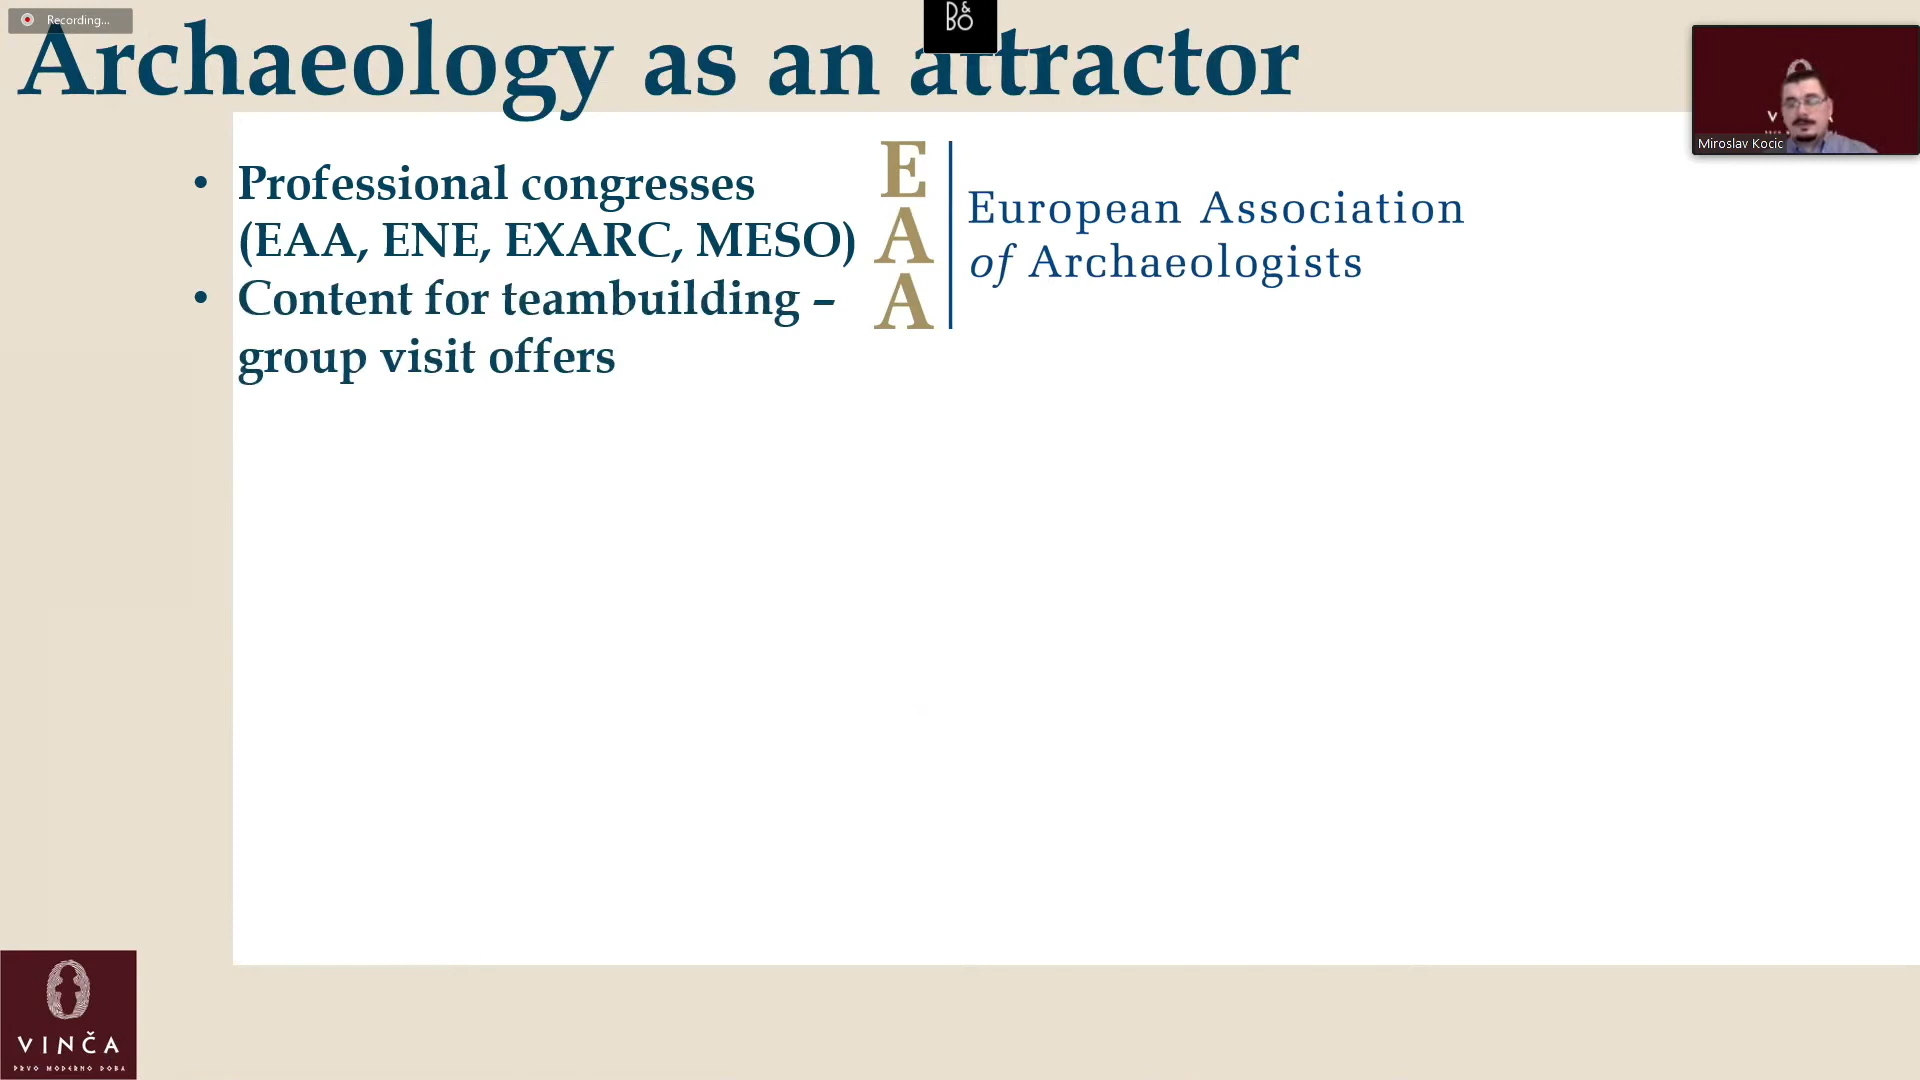 Recording...
B&
BO
Archaeology as an attractor
Miroslav Kocic
• Professional congresses
(EAA, ENE, EXARC, MESO)
• Content for teambuilding –
group visit offers
E
A
A
European Association
of Archaeologists
VINČA
PRVO MODERNO DOBA